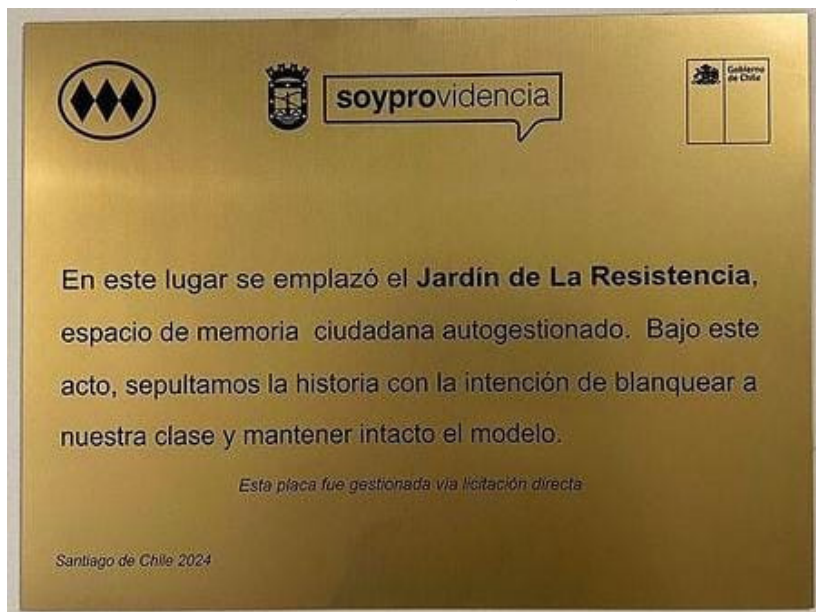 soyprovidencia
Gobierno
de Chile
En este lugar se emplazó el Jardín de La Resistencia,
espacio de memoria ciudadana autogestionado. Bajo este
acto, sepultamos la historia con la intención de blanquear a
nuestra clase y mantener intacto el modelo.
Esta placa fue gestionada vía licitación directa
Santiago de Chile 2024